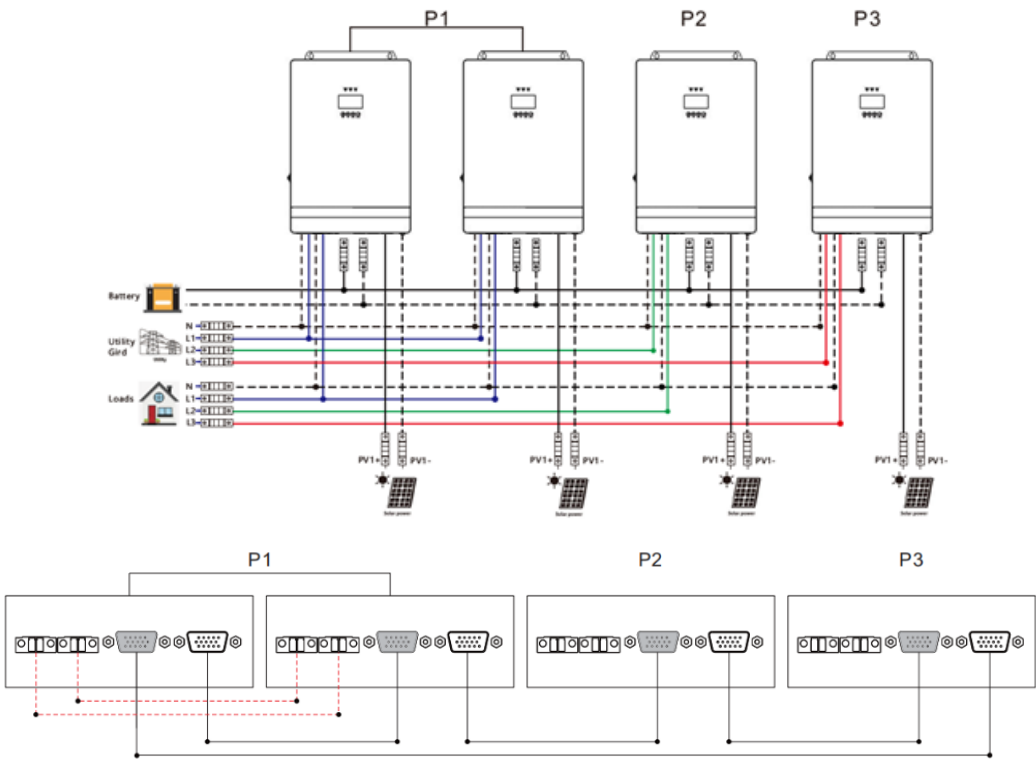 P1 P2 P3
Battery
N
Utility L1
Gird L2
L3
N
Loads L1
L2
L3
PV1+ PV1- PV1+ PV1- PV1+ PV1- PV1+ PV1-
Solar power Solar power Solar power Solar power
P1 P2 P3